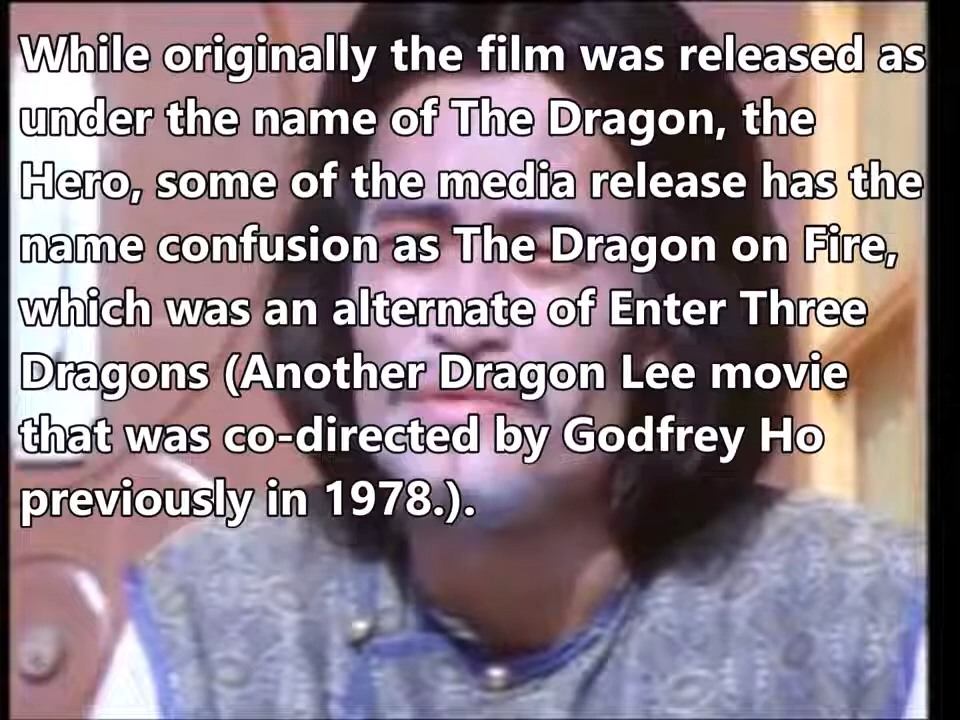 While originally the film was released as
under the name of The Dragon, the
Hero, some of the media release has the
name confusion as The Dragon on Fire,
which was an alternate of Enter Three
Dragons (Another Dragon Lee movie
that was co-directed by Godfrey Ho
previously in 1978.).